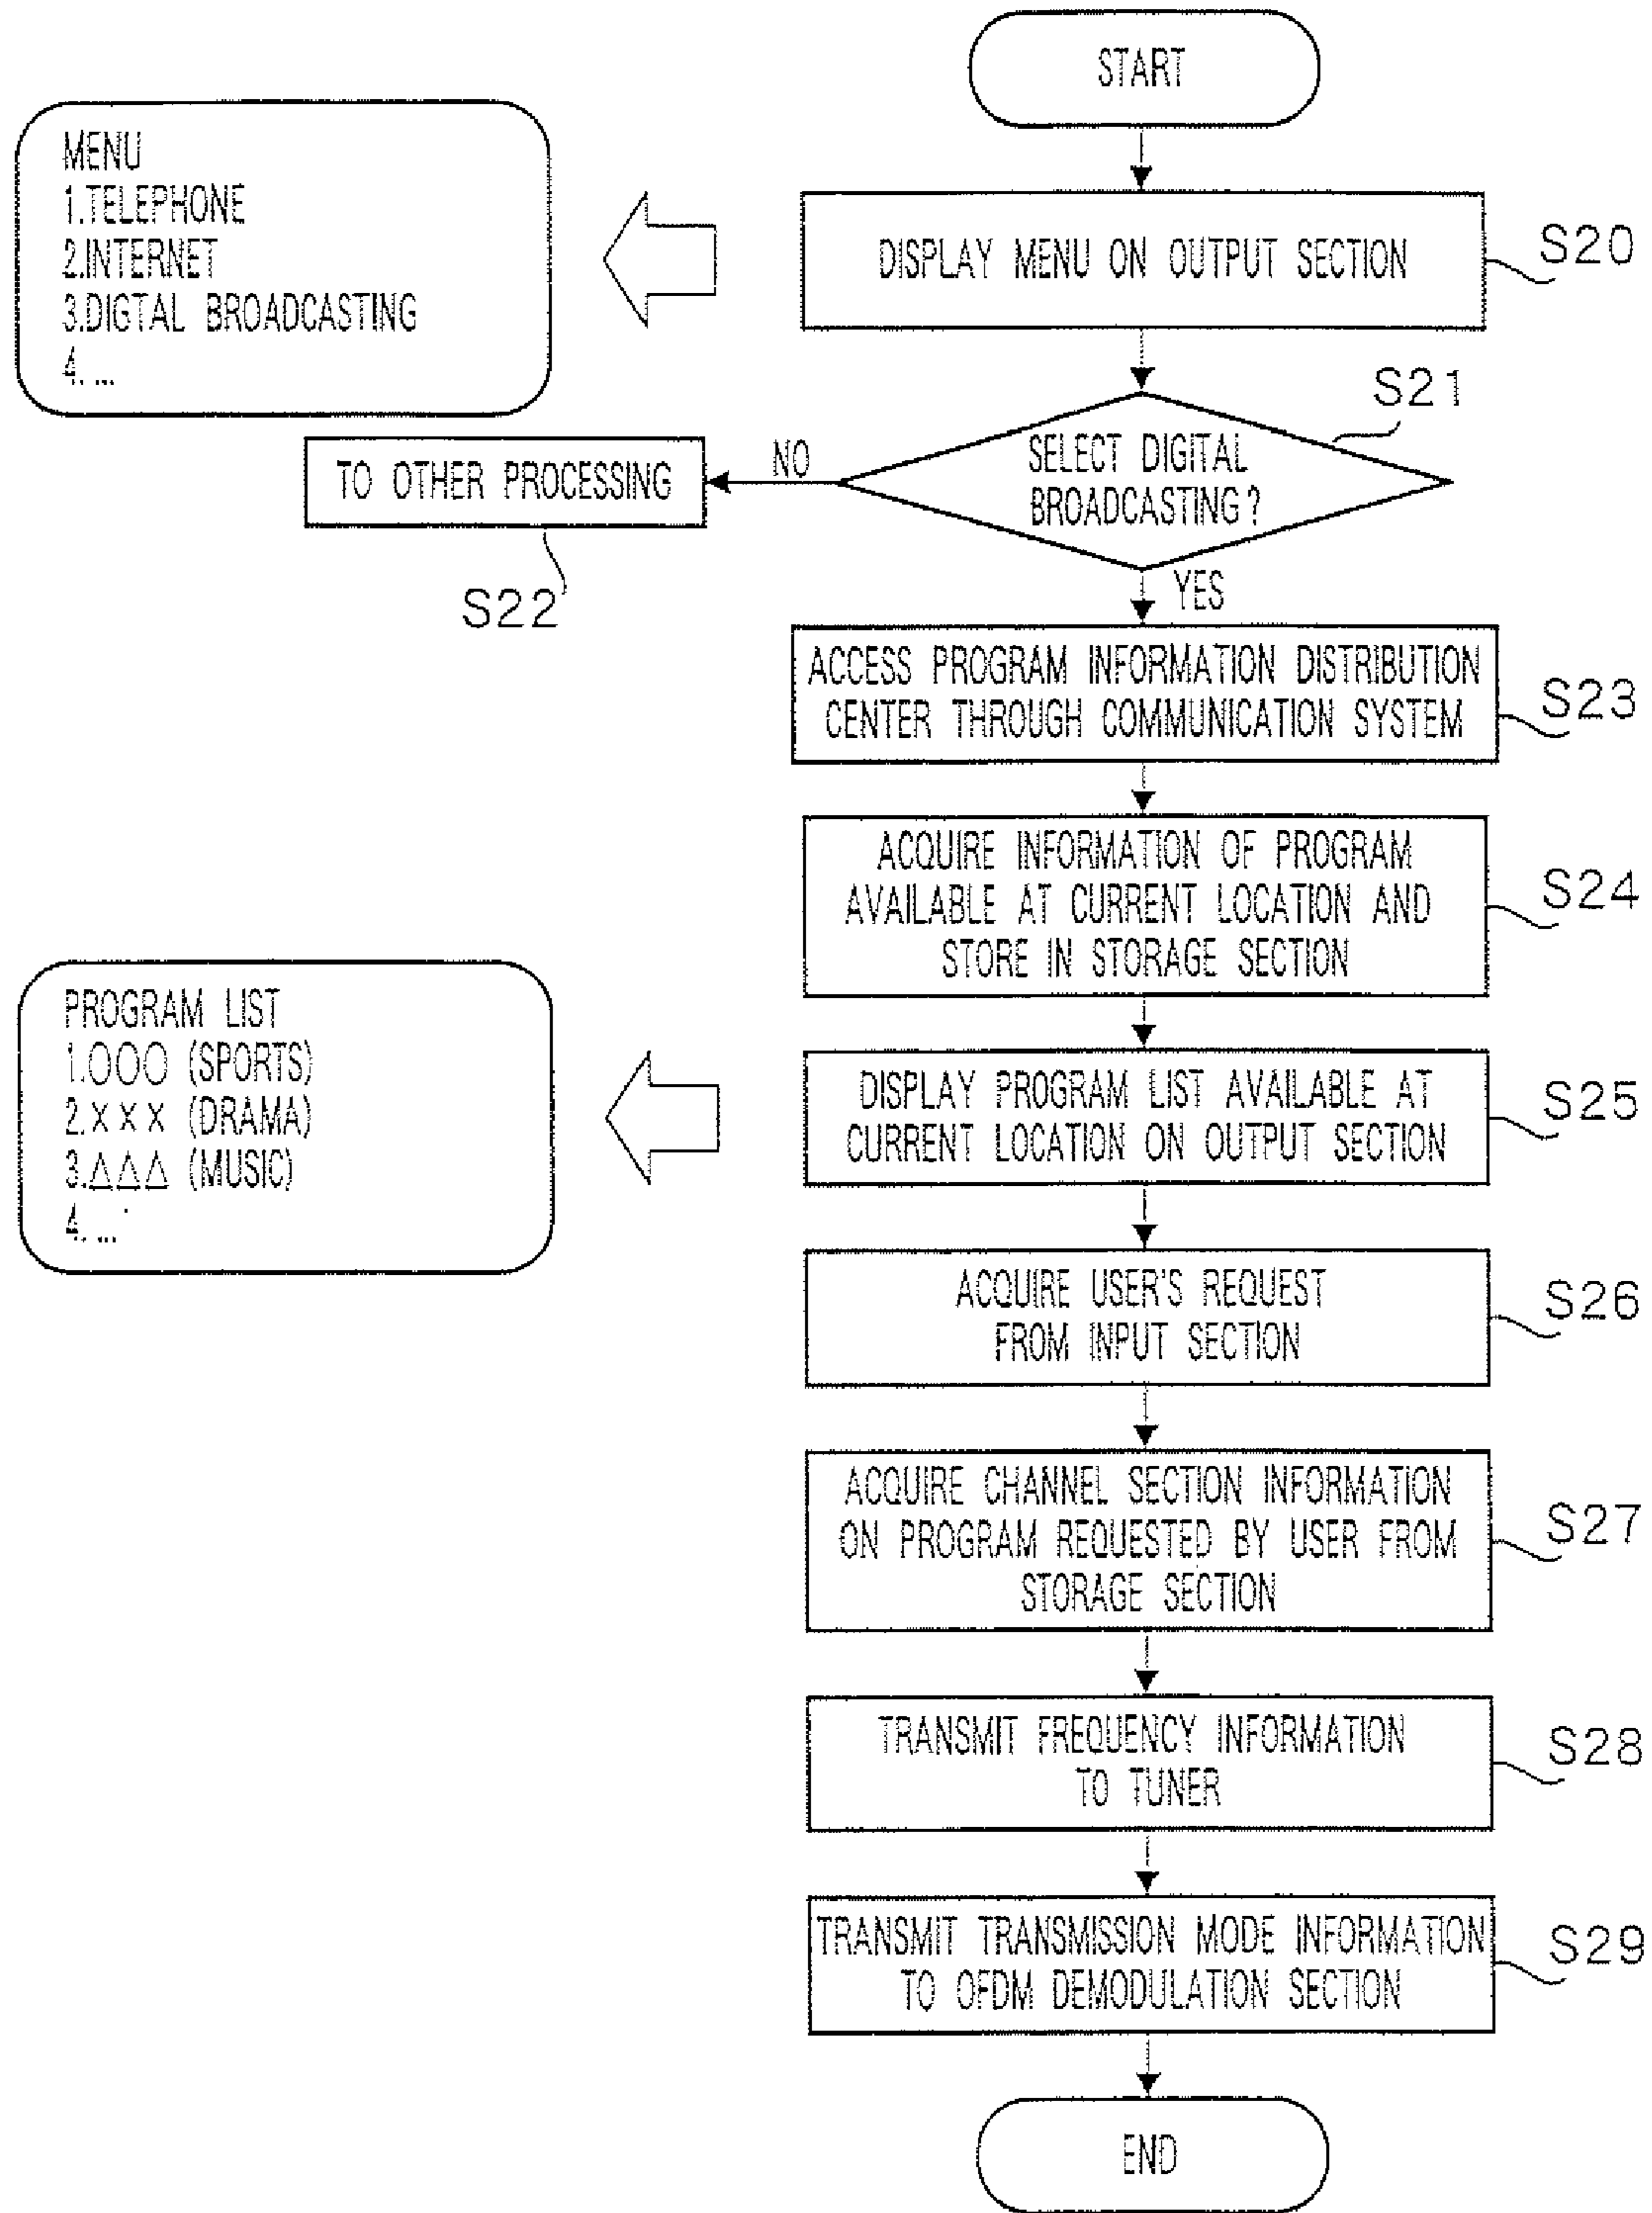 START
MENU
1.TELEPHONE
2.INTERNET
3.DIGTAL BROADCASTING
4. ...
DISPLAY MENU ON OUTPUT SECTION
S20
S21
SELECT DIGITAL
BROADCASTING?
NO
TO OTHER PROCESSING
S22
YES
ACCESS PROGRAM INFORMATION DISTRIBUTION
CENTER THROUGH COMMUNICATION SYSTEM
S23
ACQUIRE INFORMATION OF PROGRAM
AVAILABLE AT CURRENT LOCATION AND
STORE IN STORAGE SECTION
S24
PROGRAM LIST
1.○○○ (SPORTS)
2.××× (DRAMA)
3.△△△ (MUSIC)
4. ...
DISPLAY PROGRAM LIST AVAILABLE AT
CURRENT LOCATION ON OUTPUT SECTION
S25
ACQUIRE USER'S REQUEST
FROM INPUT SECTION
S26
ACQUIRE CHANNEL SECTION INFORMATION
ON PROGRAM REQUESTED BY USER FROM
STORAGE SECTION
S27
TRANSMIT FREQUENCY INFORMATION
TO TUNER
S28
TRANSMIT TRANSMISSION MODE INFORMATION
TO OFDM DEMODULATION SECTION
S29
END